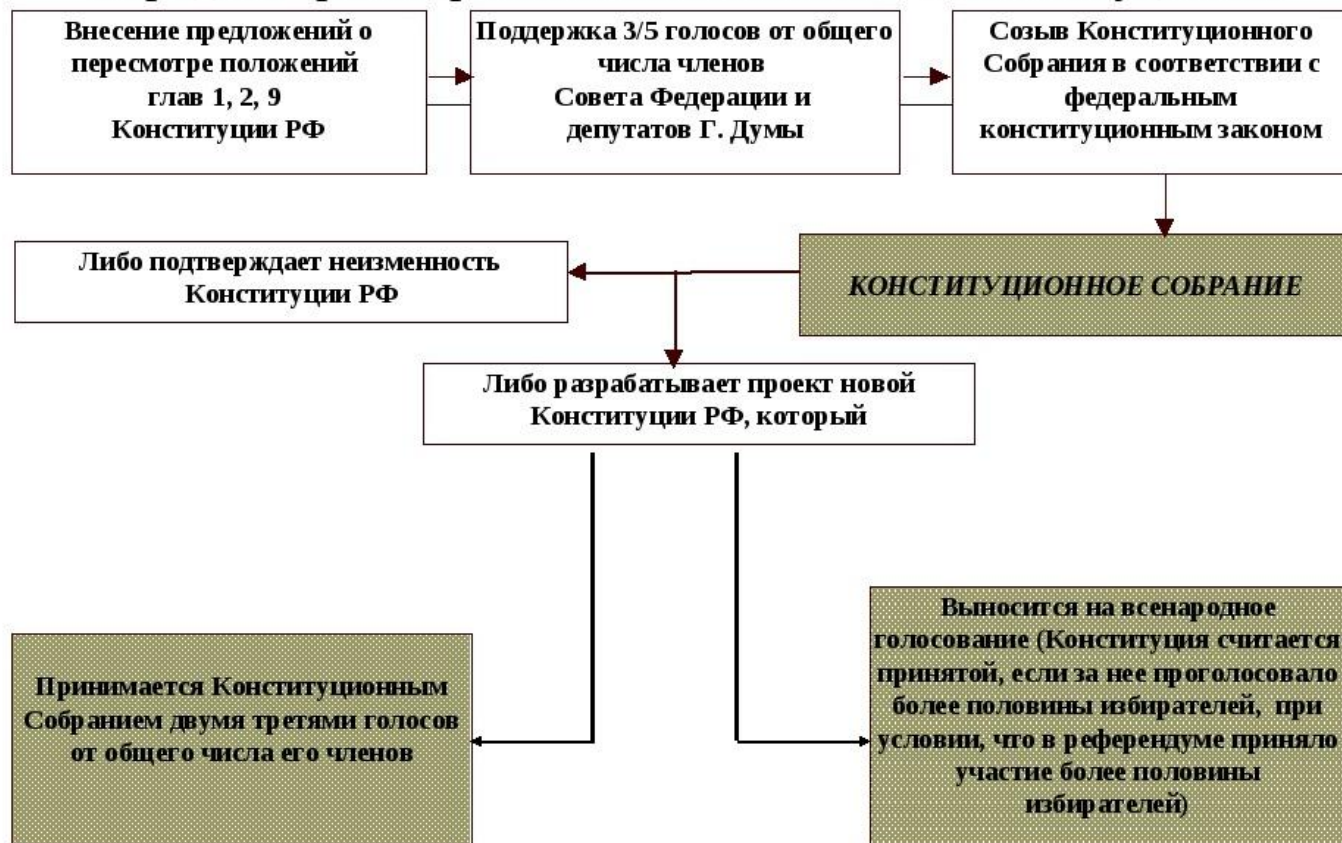 Внесение предложений о
пересмотре положений
глав 1, 2, 9
Конституции РФ
Поддержка 3/5 голосов от общего
числа членов
Совета Федерации и
депутатов Г. Думы
Созыв Конституционного
Собрания в соответствии с
федеральным
конституционным законом
КОНСТИТУЦИОННОЕ СОБРАНИЕ
Либо подтверждает неизменность
Конституции РФ
Либо разрабатывает проект новой
Конституции РФ, который
Принимается Конституционным
Собранием двумя третями голосов
от общего числа его членов
Выносится на всенародное
голосование (Конституция считается
принятой, если за нее проголосовало
более половины избирателей, при
условии, что в референдуме приняло
участие более половины
избирателей)